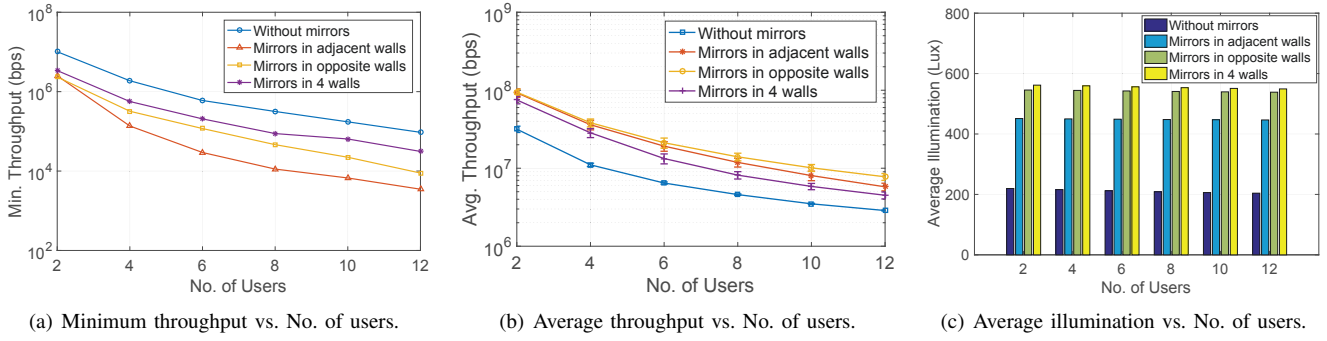 10^8
10^6
10^4
10^2
Min. Throughput (bps)
2 4 6 8 10 12
No. of Users
Without mirrors
Mirrors in adjacent walls
Mirrors in opposite walls
Mirrors in 4 walls
(a) Minimum throughput vs. No. of users.
10^9
10^8
10^7
10^6
Avg. Throughput (bps)
2 4 6 8 10 12
No. of Users
Without mirrors
Mirrors in adjacent walls
Mirrors in opposite walls
Mirrors in 4 walls
(b) Average throughput vs. No. of users.
800
600
400
200
0
Average Illumination (Lux)
2 4 6 8 10 12
No. of Users
Without mirrors
Mirrors in adjacent walls
Mirrors in opposite walls
Mirrors in 4 walls
(c) Average illumination vs. No. of users.